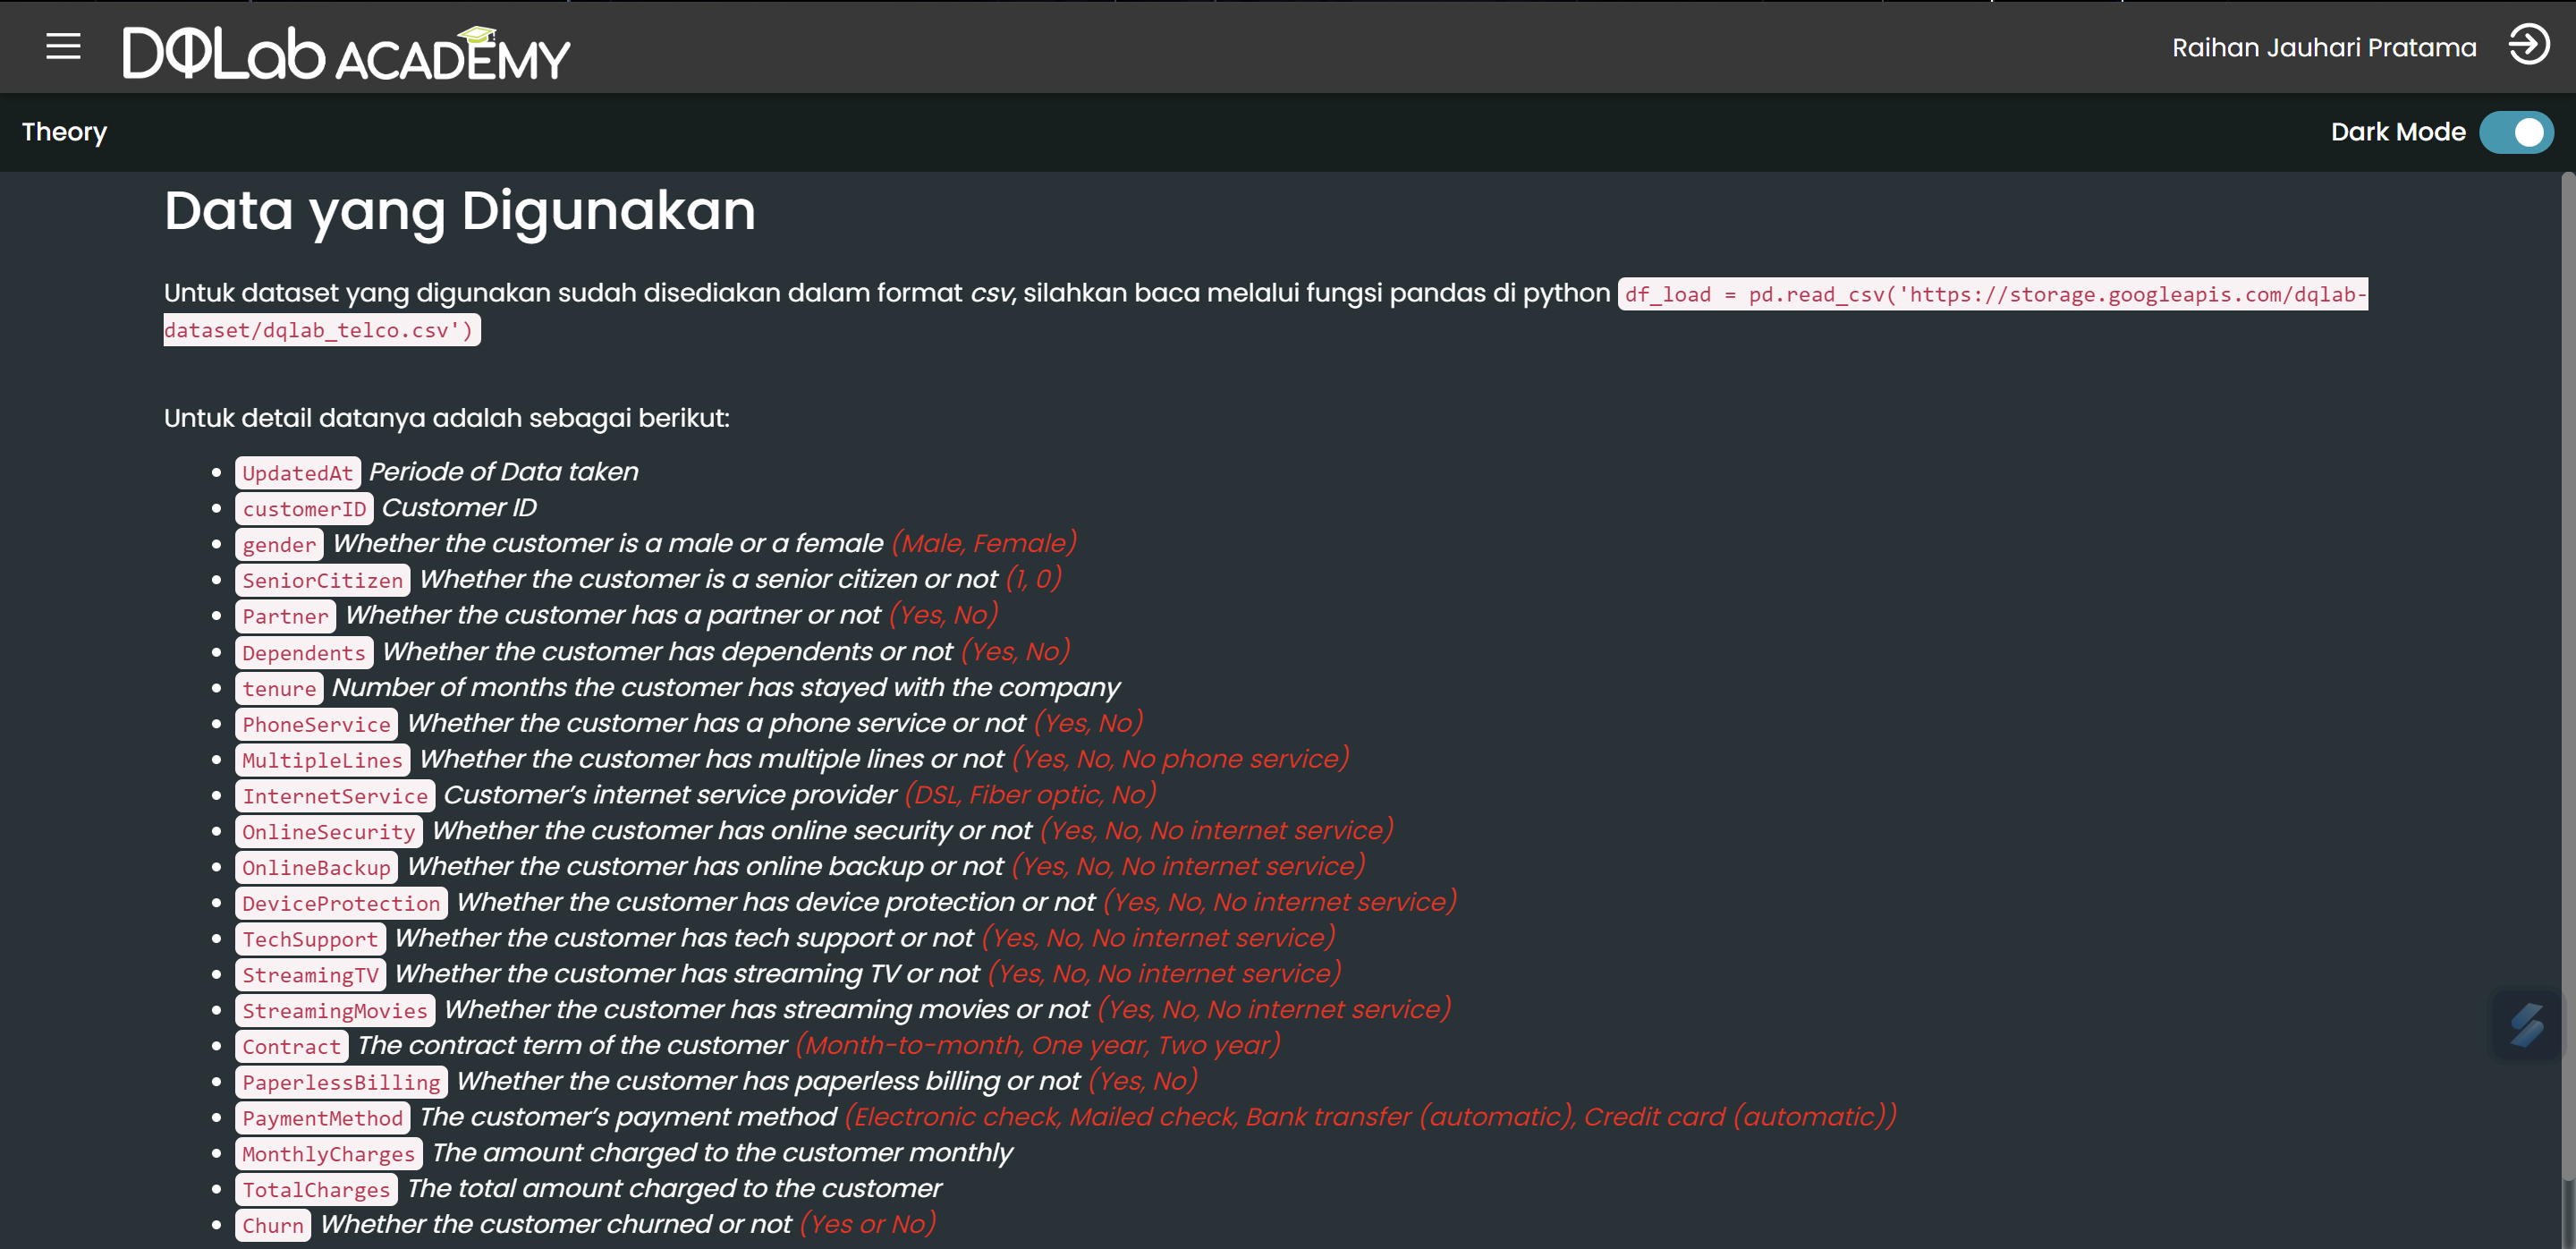 DQLab ACADEMY
Raihan Jauhari Pratama
Theory
Dark Mode
Data yang Digunakan
Untuk dataset yang digunakan sudah disediakan dalam format csv, silahkan baca melalui fungsi pandas di python df_load = pd.read_csv('https://storage.googleapis.com/dqlab-
dataset/dqlab_telco.csv')
Untuk detail datanya adalah sebagai berikut:
• UpdatedAt Periode of Data taken
• customerID Customer ID
• gender Whether the customer is a male or a female (Male, Female)
• SeniorCitizen Whether the customer is a senior citizen or not (1, 0)
• Partner Whether the customer has a partner or not (Yes, No)
• Dependents Whether the customer has dependents or not (Yes, No)
• tenure Number of months the customer has stayed with the company
• PhoneService Whether the customer has a phone service or not (Yes, No)
• MultipleLines Whether the customer has multiple lines or not (Yes, No, No phone service)
• InternetService Customer’s internet service provider (DSL, Fiber optic, No)
• OnlineSecurity Whether the customer has online security or not (Yes, No, No internet service)
• OnlineBackup Whether the customer has online backup or not (Yes, No, No internet service)
• DeviceProtection Whether the customer has device protection or not (Yes, No, No internet service)
• TechSupport Whether the customer has tech support or not (Yes, No, No internet service)
• StreamingTV Whether the customer has streaming TV or not (Yes, No, No internet service)
• StreamingMovies Whether the customer has streaming movies or not (Yes, No, No internet service)
• Contract The contract term of the customer (Month-to-month, One year, Two year)
• PaperlessBilling Whether the customer has paperless billing or not (Yes, No)
• PaymentMethod The customer’s payment method (Electronic check, Mailed check, Bank transfer (automatic), Credit card (automatic))
• MonthlyCharges The amount charged to the customer monthly
• TotalCharges The total amount charged to the customer
• Churn Whether the customer churned or not (Yes or No)